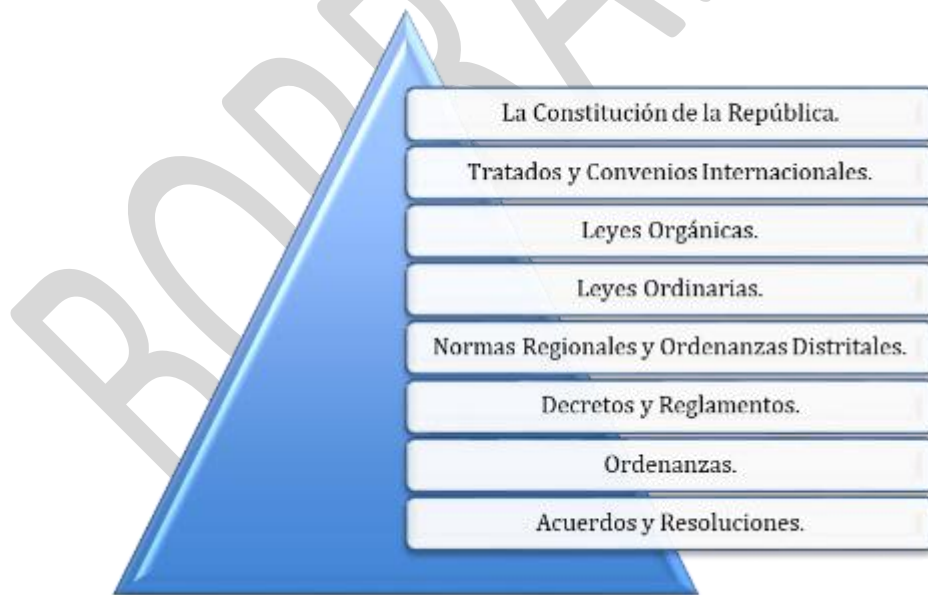 La Constitución de la República.
Tratados y Convenios Internacionales.
Leyes Orgánicas.
Leyes Ordinarias.
Normas Regionales y Ordenanzas Distritales.
Decretos y Reglamentos.
Ordenanzas.
Acuerdos y Resoluciones.